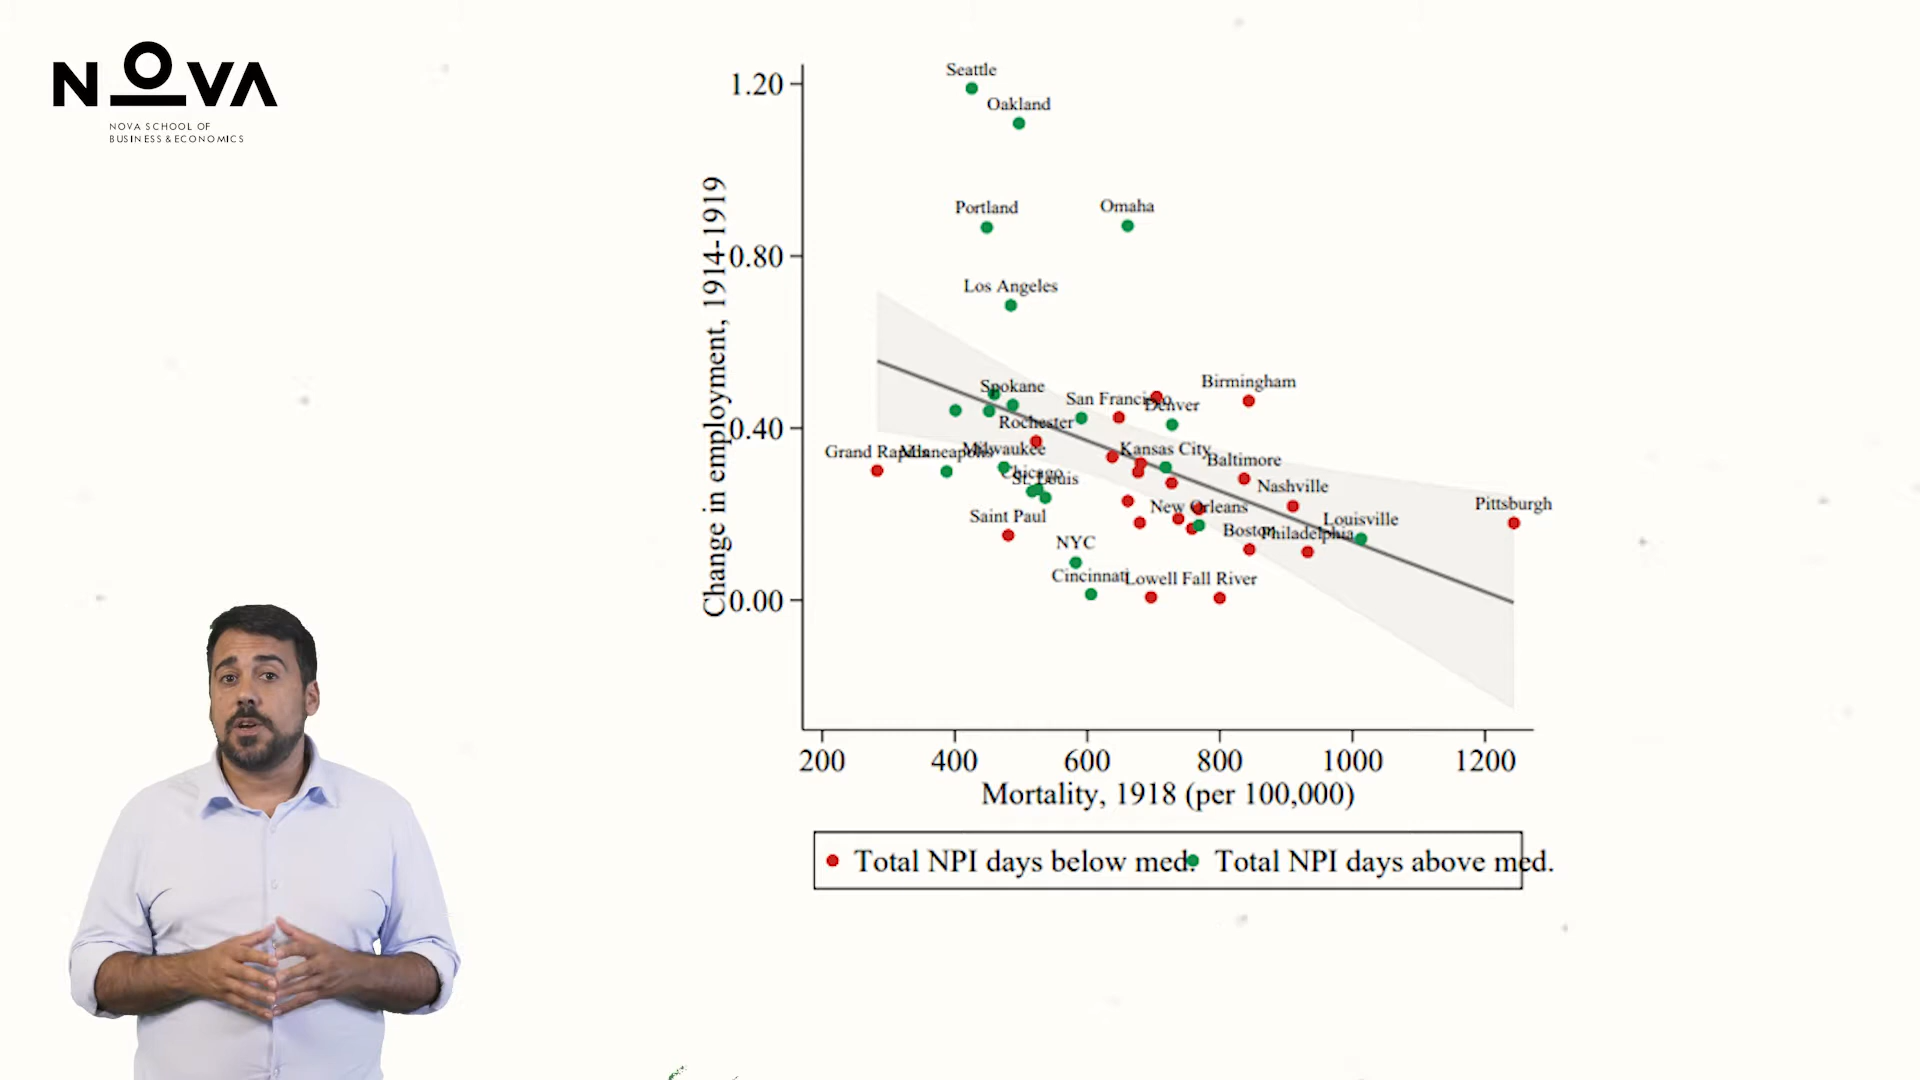 NOVA
NOVA SCHOOL OF
BUSINESS & ECONOMICS
Change in employment, 1914-1919
1.20
0.80
0.40
0.00
Seattle
Oakland
Portland
Omaha
Los Angeles
Birmingham
Spokane
San Francisco
Denver
Rochester
Grand Rapids
Minneapolis
Milwaukee
Kansas City
Baltimore
Chicago
St. Louis
Nashville
Pittsburgh
New Orleans
Saint Paul
Louisville
Boston
Philadelphia
NYC
Cincinnati
Lowell
Fall River
200 400 600 800 1000 1200
Mortality, 1918 (per 100,000)
Total NPI days below med.
Total NPI days above med.